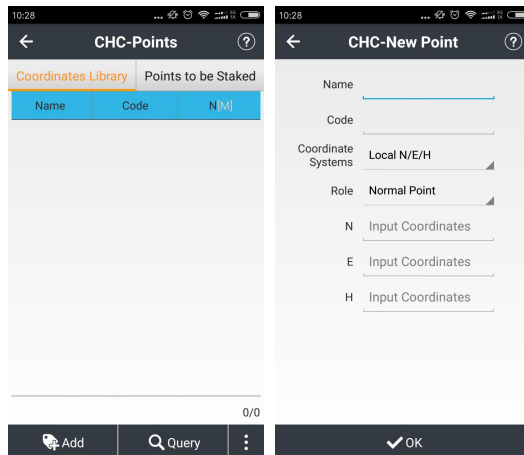 10:28
...
CHC-Points
?
Coordinates Library
Points to be Staked
Name
Code
N[M]
0/0
Add
Query
10:28
...
CHC-New Point
?
Name
Code
Coordinate
Systems
Local N/E/H
Role
Normal Point
N
Input Coordinates
E
Input Coordinates
H
Input Coordinates
OK